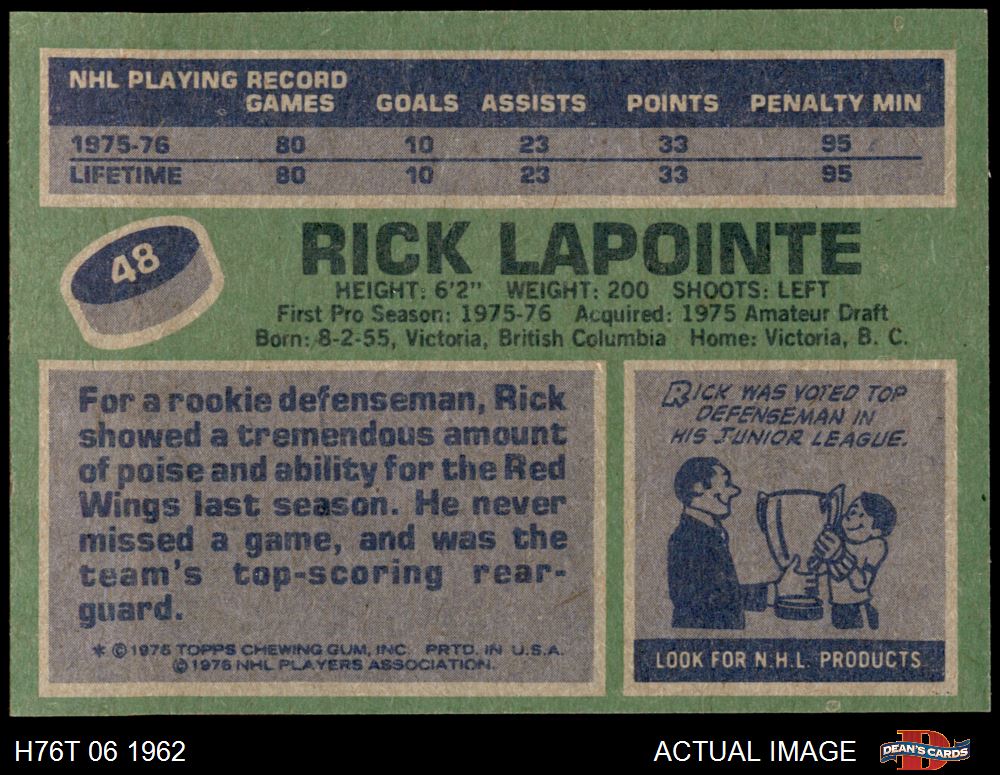 NHL PLAYING RECORD
GAMES GOALS ASSISTS POINTS PENALTY MIN
1975-76 80 10 23 33 95
LIFETIME 80 10 23 33 95
48
RICK LAPOINTE
HEIGHT: 6'2" WEIGHT: 200 SHOOTS: LEFT
First Pro Season: 1975-76 Acquired: 1975 Amateur Draft
Born: 8-2-55, Victoria, British Columbia Home: Victoria, B. C.
For a rookie defenseman, Rick
showed a tremendous amount
of poise and ability for the Red
Wings last season. He never
missed a game, and was the
team's top-scoring rear-
guard.
* © 1976 TOPPS CHEWING GUM, INC. PRTD. IN U.S.A.
© 1976 NHL PLAYERS ASSOCIATION.
RICK WAS VOTED TOP
DEFENSEMAN IN
HIS JUNIOR LEAGUE.
LOOK FOR N.H.L. PRODUCTS
H76T 06 1962
ACTUAL IMAGE
D
DEAN'S CARDS